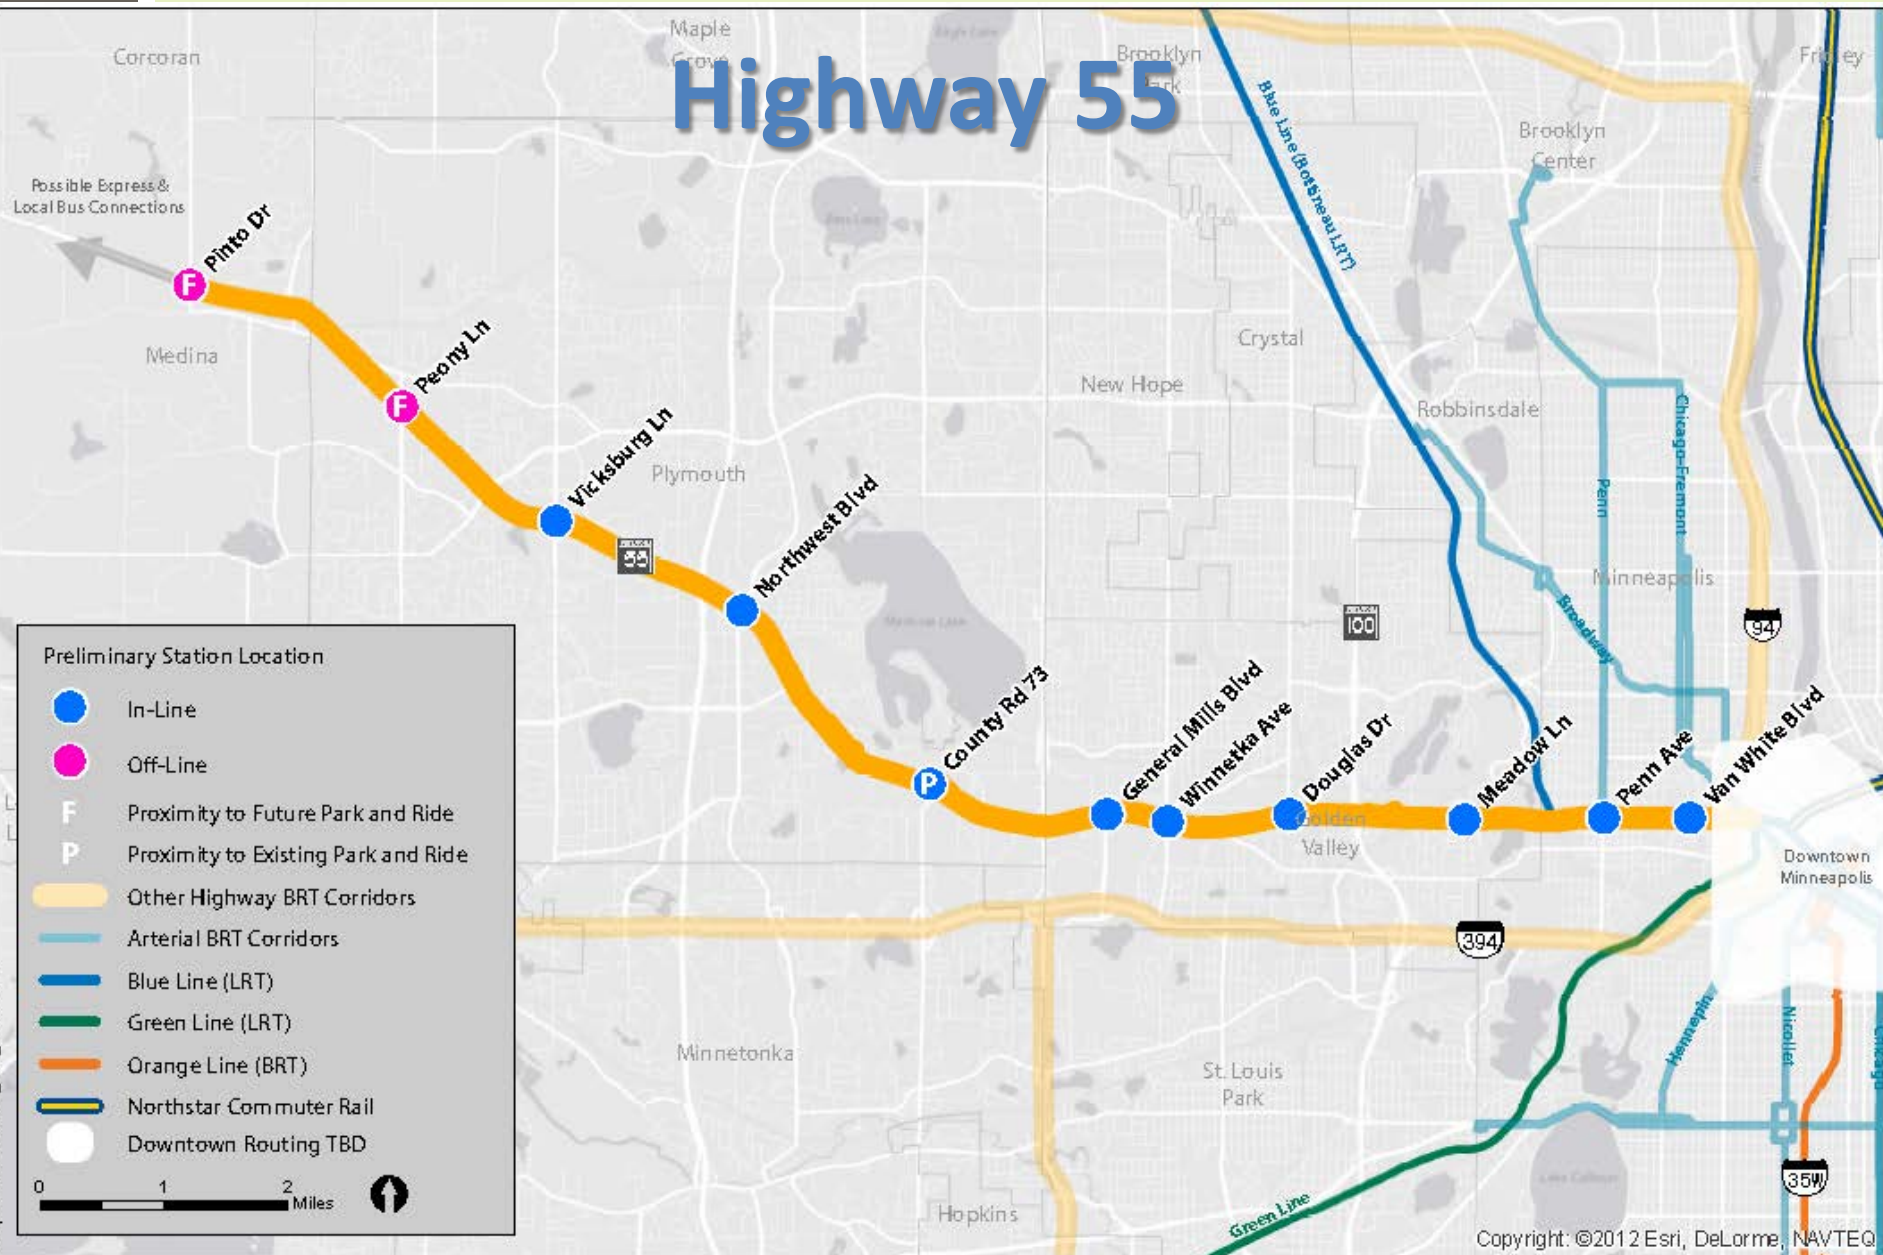 Highway 55
Corcoran
Maple
Grove
Brooklyn
Park
Fridley
Brooklyn
Center
Blue Line (Bottineau LRT)
Possible Express &
Local Bus Connections
Pinto Dr
F
Medina
Peony Ln
F
Crystal
New Hope
Robbinsdale
Chicago-Fremont
Penn
Vicksburg Ln
Plymouth
55
Northwest Blvd
Minneapolis
Broadway
100
94
County Rd 73
P
General Mills Blvd
Winnetka Ave
Douglas Dr
Meadow Ln
Penn Ave
Van White Blvd
Golden
Valley
Downtown
Minneapolis
394
Hennepin
Nicollet
Chicago
Minnetonka
St. Louis
Park
35W
Hopkins
Green Line
Preliminary Station Location
In-Line
Off-Line
F Proximity to Future Park and Ride
P Proximity to Existing Park and Ride
Other Highway BRT Corridors
Arterial BRT Corridors
Blue Line (LRT)
Green Line (LRT)
Orange Line (BRT)
Northstar Commuter Rail
Downtown Routing TBD
0 1 2
Miles
Copyright: ©2012 Esri, DeLorme, NAVTEQ